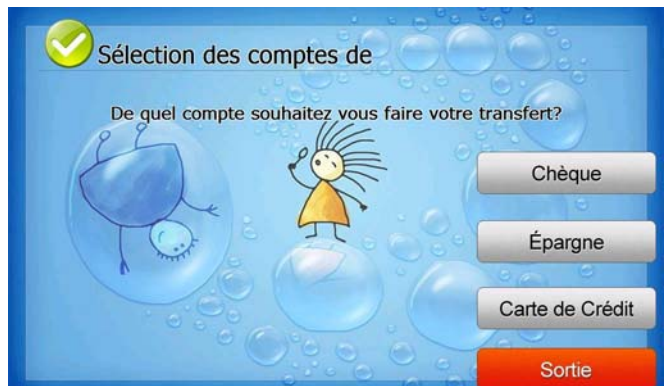 Sélection des comptes de
De quel compte souhaitez vous faire votre transfert?
Chèque
Épargne
Carte de Crédit
Sortie